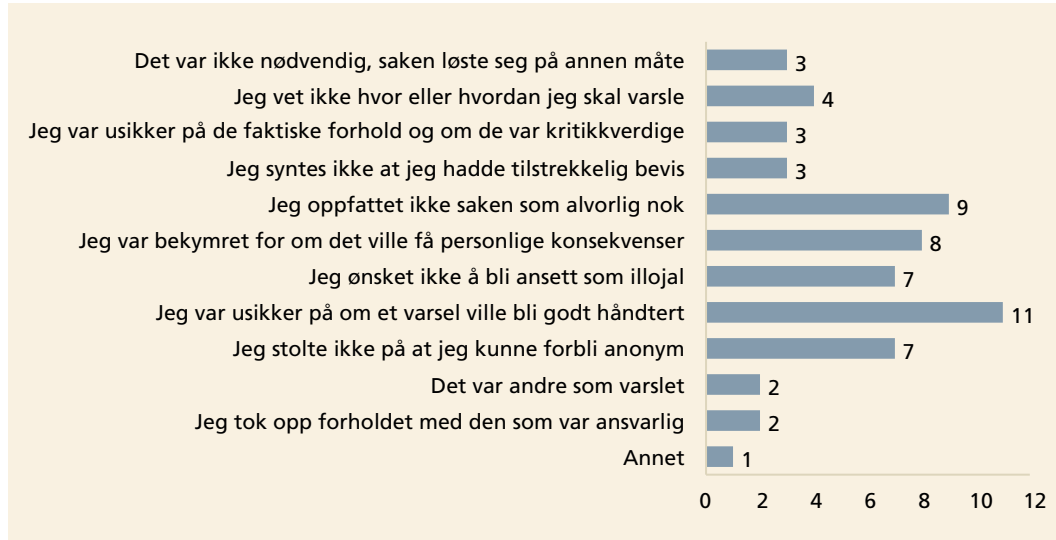 Det var ikke nødvendig, saken løste seg på annen måte 3
Jeg vet ikke hvor eller hvordan jeg skal varsle 4
Jeg var usikker på de faktiske forhold og om de var kritikkverdige 3
Jeg syntes ikke at jeg hadde tilstrekkelig bevis 3
Jeg oppfattet ikke saken som alvorlig nok 9
Jeg var bekymret for om det ville få personlige konsekvenser 8
Jeg ønsket ikke å bli ansett som illojal 7
Jeg var usikker på om et varsel ville bli godt håndtert 11
Jeg stolte ikke på at jeg kunne forbli anonym 7
Det var andre som varslet 2
Jeg tok opp forholdet med den som var ansvarlig 2
Annet 1
0 2 4 6 8 10 12